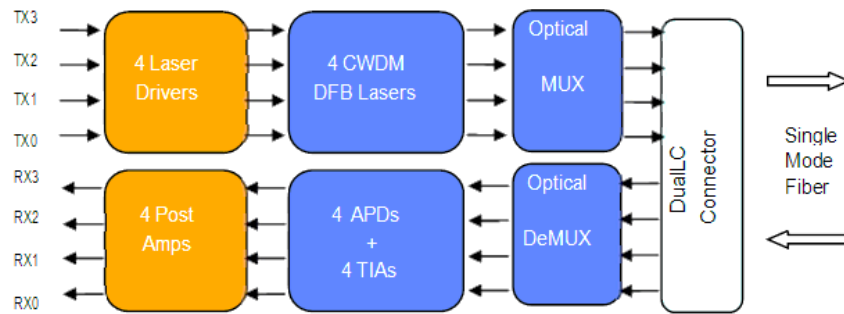 TX3
TX2
TX1
TX0
4 Laser
Drivers
4 CWDM
DFB Lasers
Optical
MUX
DualLC
Connector
Single
Mode
Fiber
RX3
RX2
RX1
RX0
4 Post
Amps
4 APDs
+
4 TIAs
Optical
DeMUX